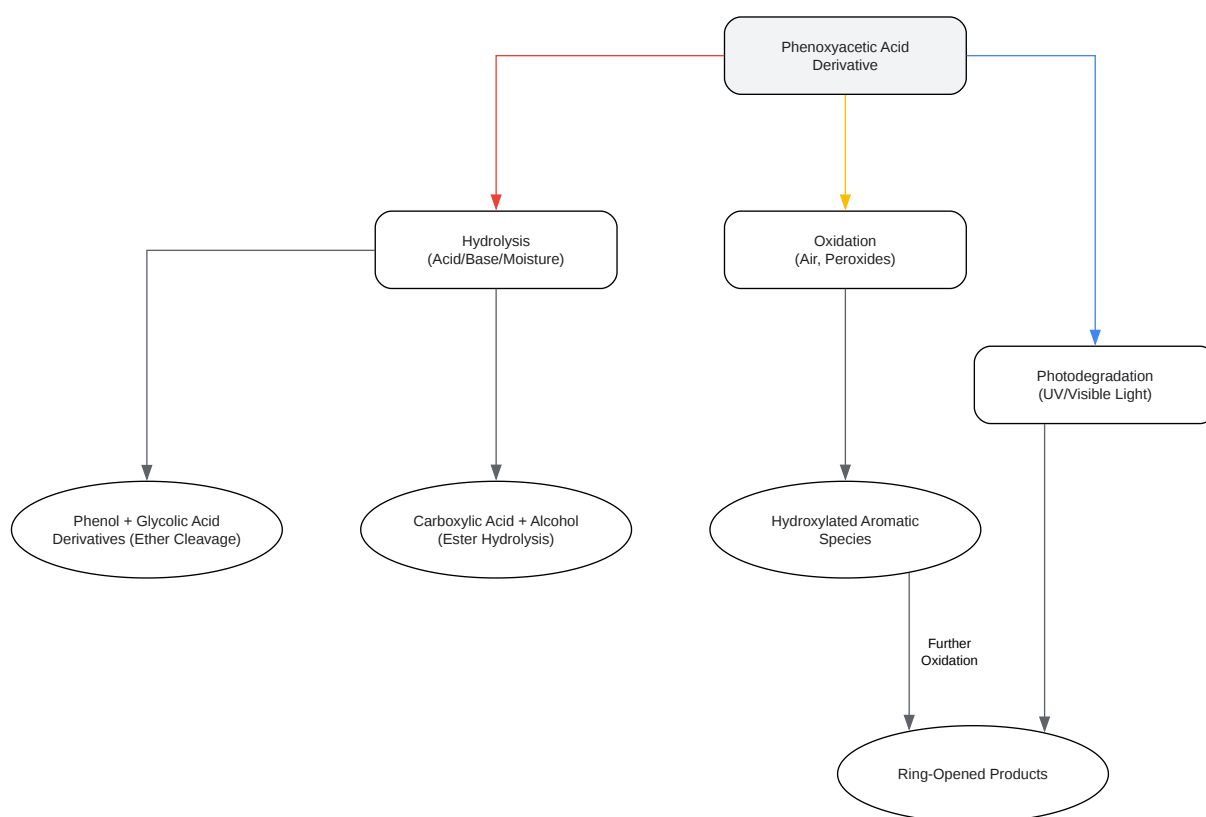 Phenoxyacetic Acid
Derivative
Hydrolysis
(Acid/Base/Moisture)
Oxidation
(Air, Peroxides)
Photodegradation
(UV/Visible Light)
Phenol + Glycolic Acid
Derivatives (Ether Cleavage)
Carboxylic Acid + Alcohol
(Ester Hydrolysis)
Hydroxylated Aromatic
Species
Further
Oxidation
Ring-Opened Products